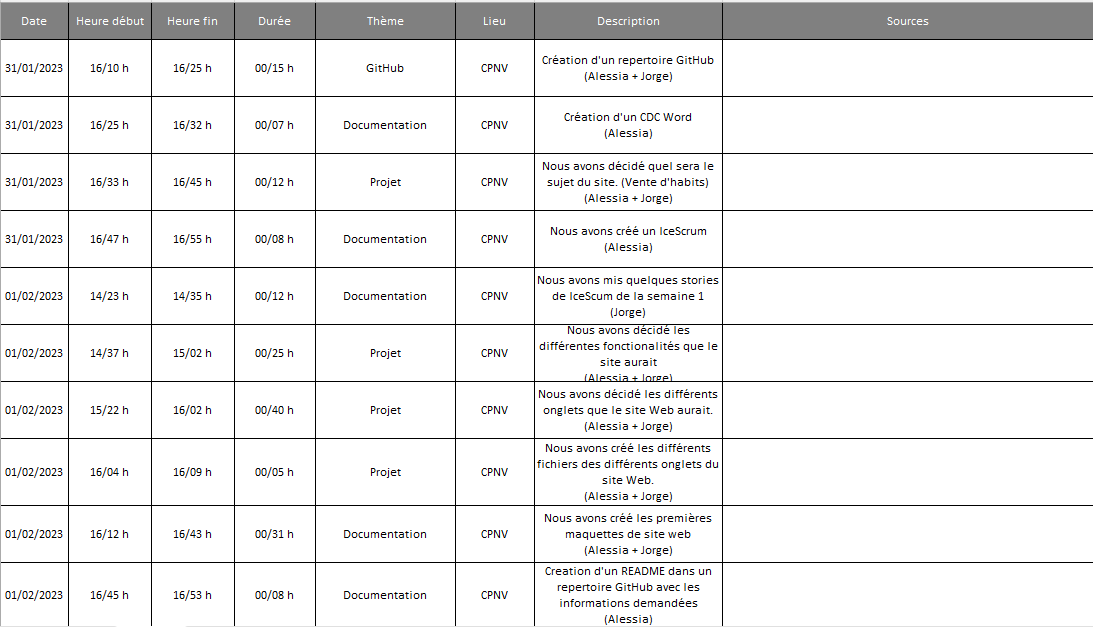 Date Heure début Heure fin Durée Thème Lieu Description Sources
31/01/2023 16/10 h 16/25 h 00/15 h GitHub CPNV Création d'un repertoire GitHub
(Alessia + Jorge)
31/01/2023 16/25 h 16/32 h 00/07 h Documentation CPNV Création d'un CDC Word
(Alessia)
31/01/2023 16/33 h 16/45 h 00/12 h Projet CPNV Nous avons décidé quel sera le
sujet du site. (Vente d'habits)
(Alessia + Jorge)
31/01/2023 16/47 h 16/55 h 00/08 h Documentation CPNV Nous avons créé un IceScrum
(Alessia)
01/02/2023 14/23 h 14/35 h 00/12 h Documentation CPNV Nous avons mis quelques stories
de IceScum de la semaine 1
(Jorge)
01/02/2023 14/37 h 15/02 h 00/25 h Projet CPNV Nous avons décidé les
différentes fonctionalités que le
site aurait
(Alessia + Jorge)
01/02/2023 15/22 h 16/02 h 00/40 h Projet CPNV Nous avons décidé les différents
onglets que le site Web aurait.
(Alessia + Jorge)
01/02/2023 16/04 h 16/09 h 00/05 h Projet CPNV Nous avons créé les différents
fichiers des différents onglets du
site Web.
(Alessia + Jorge)
01/02/2023 16/12 h 16/43 h 00/31 h Documentation CPNV Nous avons créé les premières
maquettes de site web
(Alessia + Jorge)
01/02/2023 16/45 h 16/53 h 00/08 h Documentation CPNV Creation d'un README dans un
repertoire GitHub avec les
informations demandées
(Alessia)